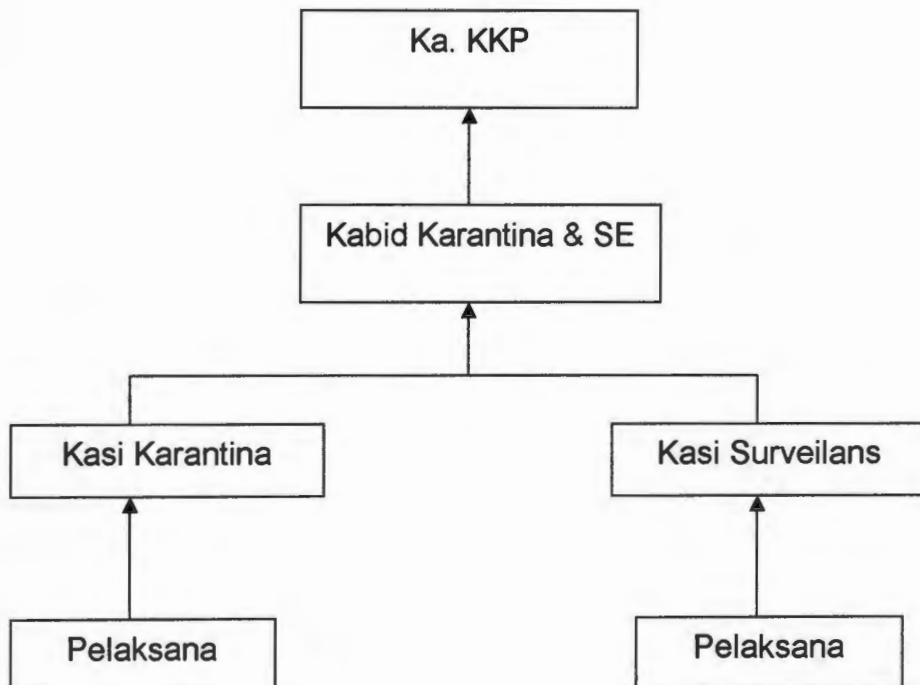 Ka. KKP
Kabid Karantina & SE
Kasi Karantina
Kasi Surveilans
Pelaksana
Pelaksana